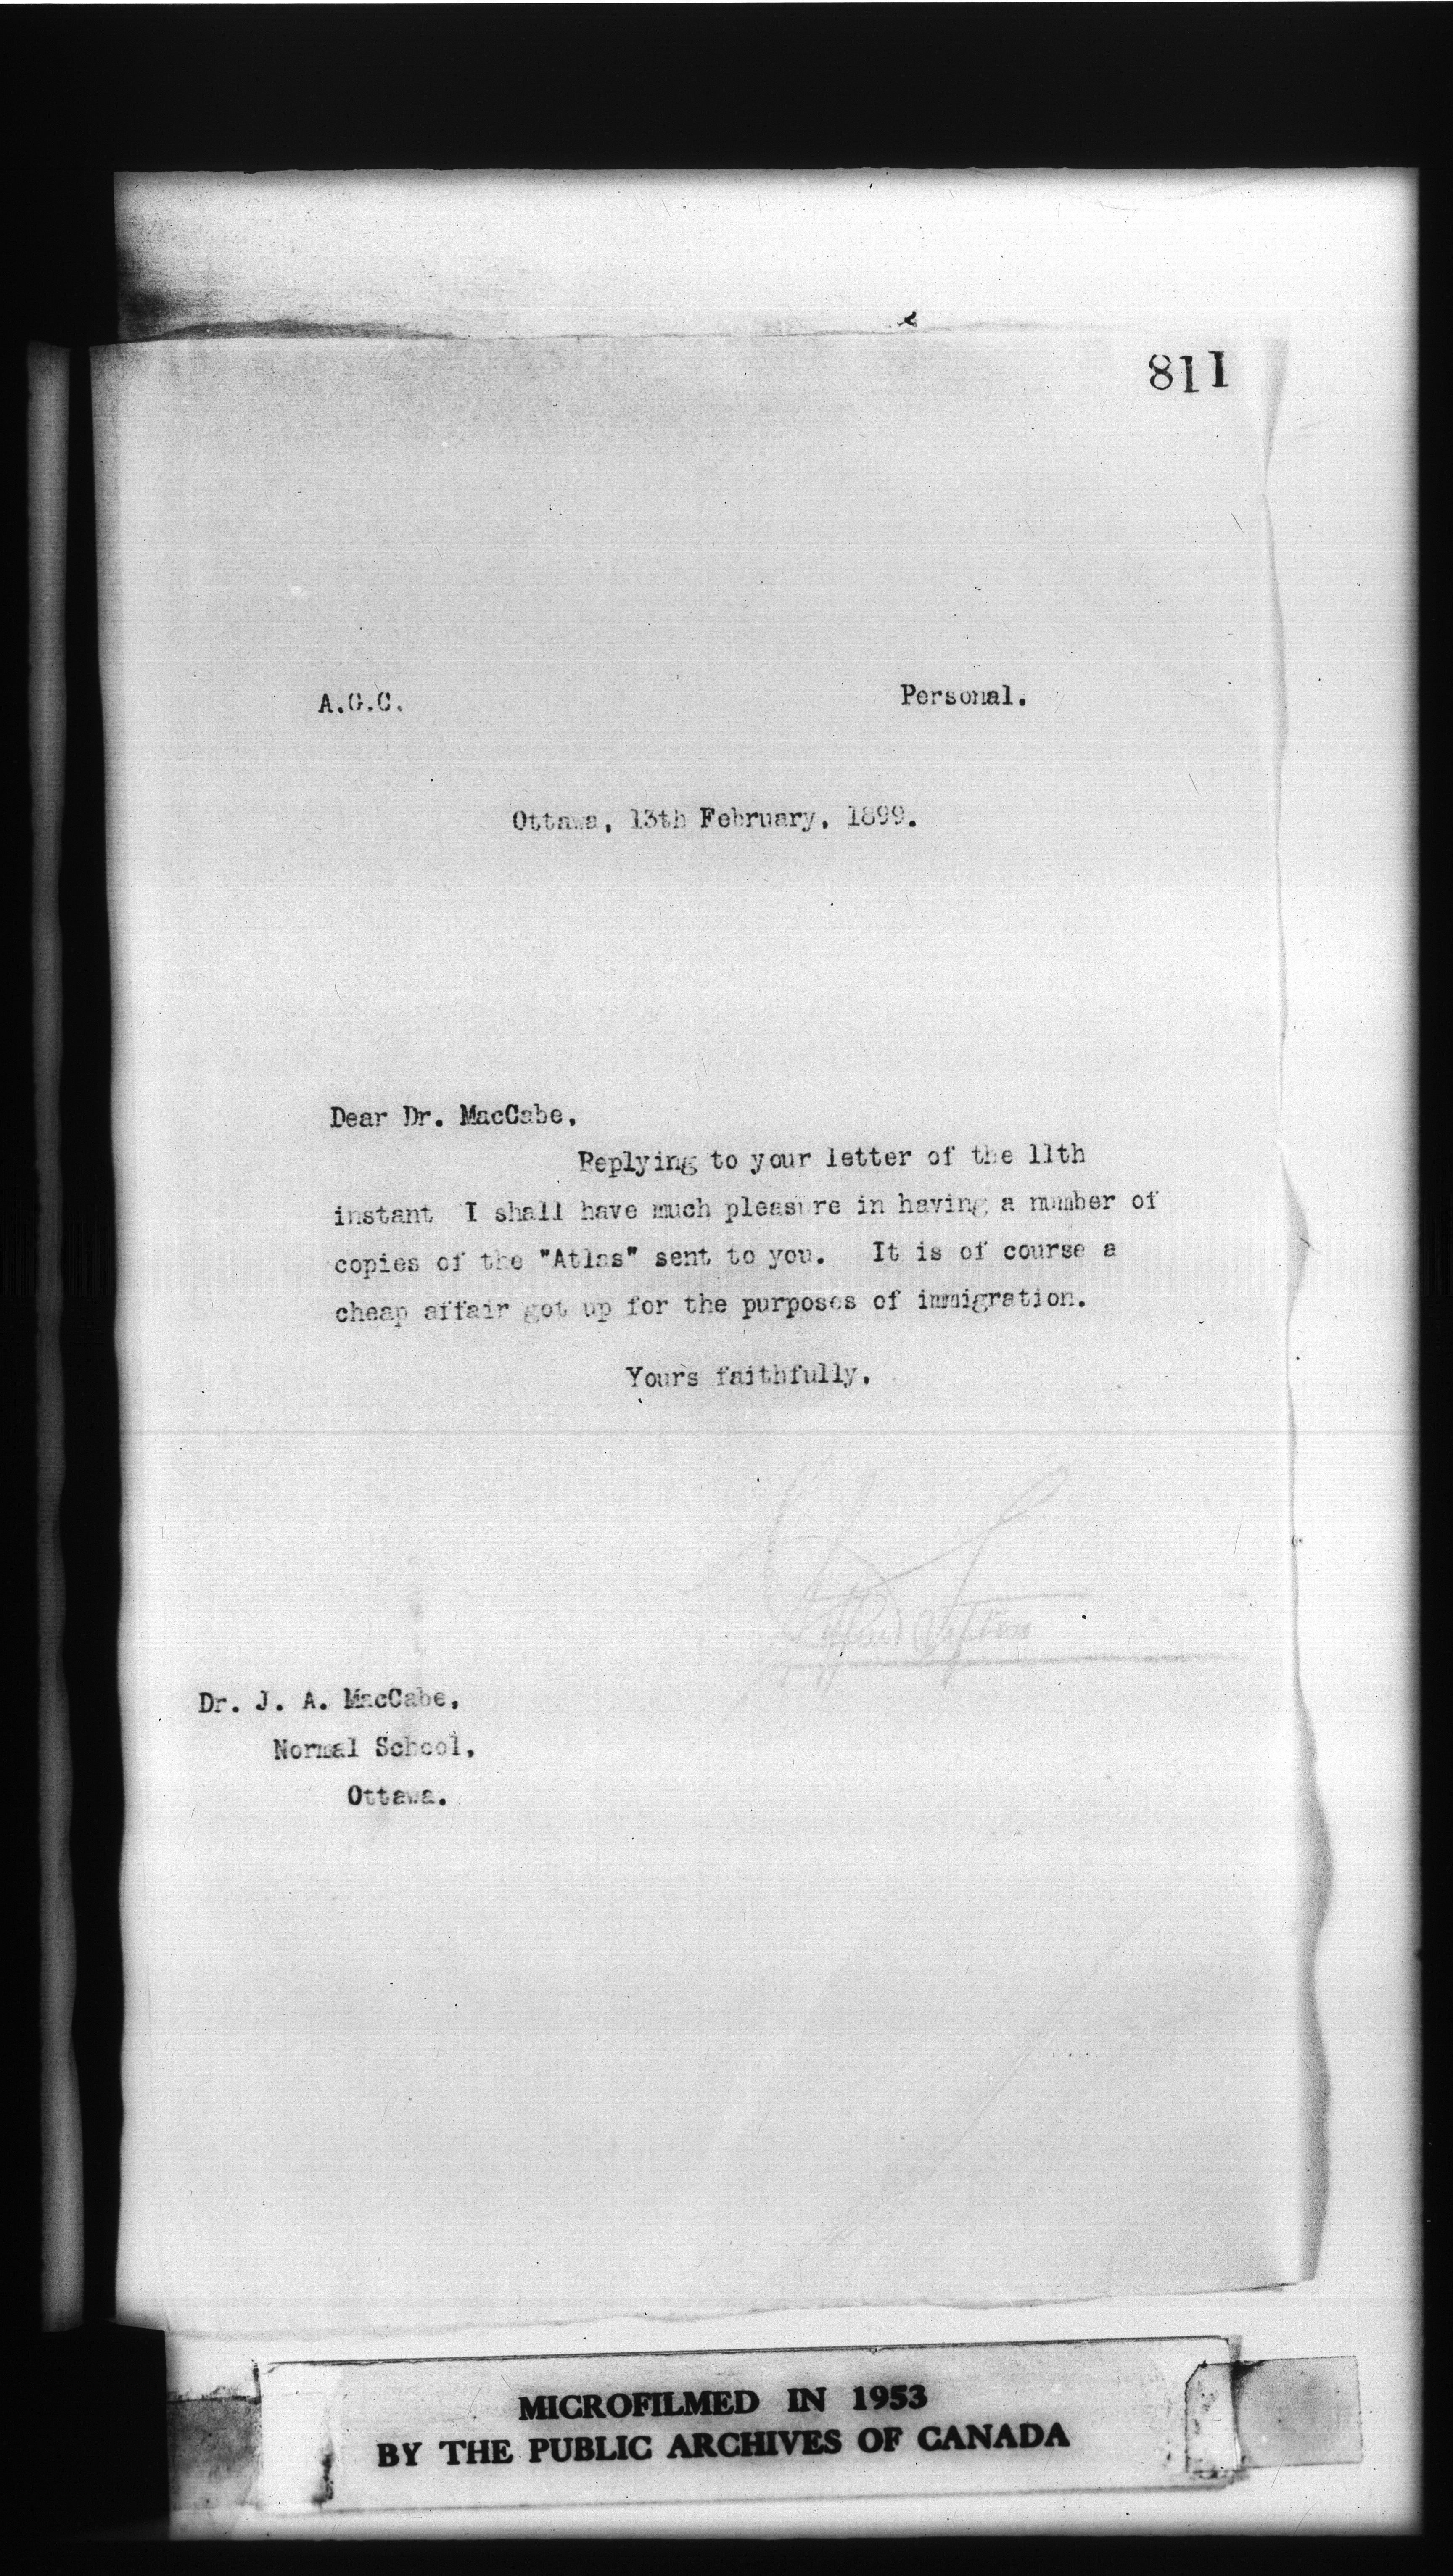 811
A.G.C. Personal.
Ottawa, 13th February, 1899.
Dear Dr. MacCabe,
Replying to your letter of the 11th
instant I shall have much pleasure in having a number of
copies of the "Atlas" sent to you. It is of course a
cheap affair got up for the purposes of immigration.
Yours faithfully,
Clifford Sifton
Dr. J. A. MacCabe,
Normal School,
Ottawa.
MICROFILMED IN 1953
BY THE PUBLIC ARCHIVES OF CANADA